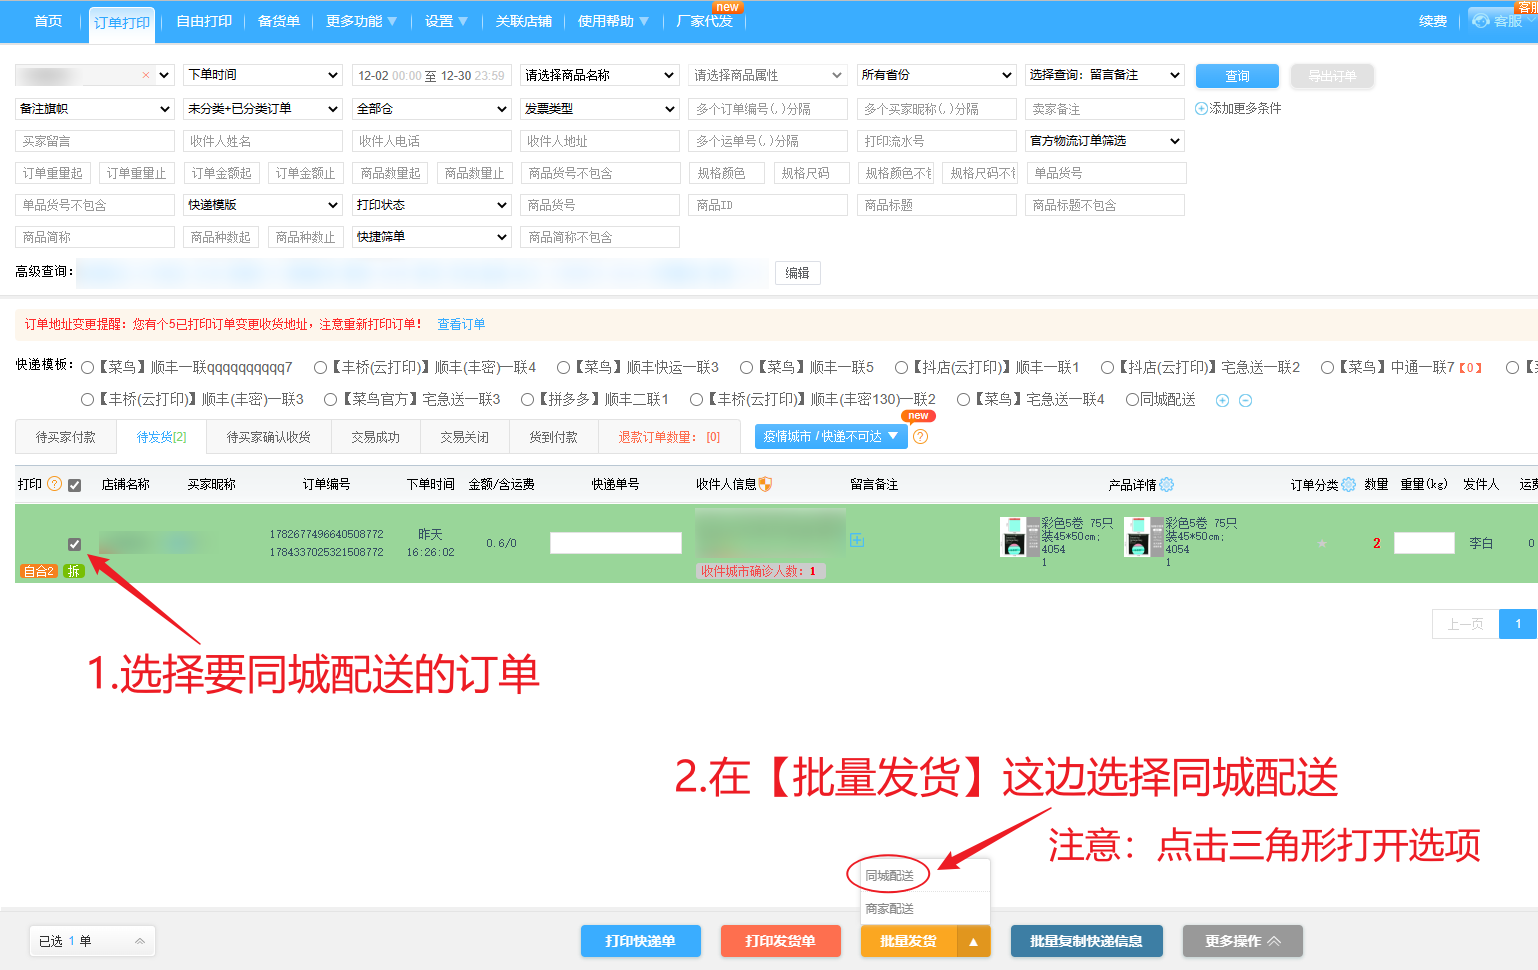 首页 订单打印 自由打印 备货单 更多功能 设置 关联店铺 使用帮助 厂家代发 new 续费 客服
下单时间 12-02 00:00 至 12-30 23:59 请选择商品名称 请选择商品属性 所有省份 选择查询: 留言备注 查询 导出订单
备注旗帜 未分类+已分类订单 全部仓 发票类型 多个订单编号(,)分隔 多个买家昵称(,)分隔 卖家备注 添加更多条件
买家留言 收件人姓名 收件人电话 收件人地址 多个运单号(,)分隔 打印流水号 官方物流订单筛选
订单重量起 订单重量止 订单金额起 订单金额止 商品数量起 商品数量止 商品货号不包含 规格颜色 规格尺码 规格颜色不 规格尺码不 单品货号
单品货号不包含 快递模版 打印状态 商品货号 商品ID 商品标题 商品标题不包含
商品简称 商品种数起 商品种数止 快捷筛单 商品简称不包含
高级查询: 编辑
订单地址变更提醒: 您有个5已打印订单变更收货地址, 注意重新打印订单! 查看订单
快递模板: 【菜鸟】顺丰一联qqqqqqqqqq7 【丰桥(云打印)】顺丰(丰密)一联4 【菜鸟】顺丰快运一联3 【菜鸟】顺丰一联5 【抖店(云打印)】顺丰一联1 【抖店(云打印)】宅急送一联2 【菜鸟】中通一联7【0】
【丰桥(云打印)】顺丰(丰密)一联3 【菜鸟官方】宅急送一联3 【拼多多】顺丰二联1 【丰桥(云打印)】顺丰(丰密130)一联2 【菜鸟】宅急送一联4 同城配送
待买家付款 待发货[2] 待买家确认收货 交易成功 交易关闭 货到付款 退款订单数量: [0] 疫情城市 / 快递不可达 new
打印 店铺名称 买家昵称 订单编号 下单时间 金额/含运费 快递单号 收件人信息 留言备注 产品详情 订单分类 数量 重量(kg) 发件人 运费
1782677496640508772
1784337025321508772
昨天
16:26:02
0.6/0
彩色5卷 75只
装45*50cm;
4054
1
彩色5卷 75只
装45*50cm;
4054
1
2 李白 0
自合2 拆 收件城市确诊人数: 1
上一页 1
1.选择要同城配送的订单
2.在【批量发货】这边选择同城配送
注意：点击三角形打开选项
同城配送
商家配送
已选 1 单 打印快递单 打印发货单 批量发货 批量复制快递信息 更多操作